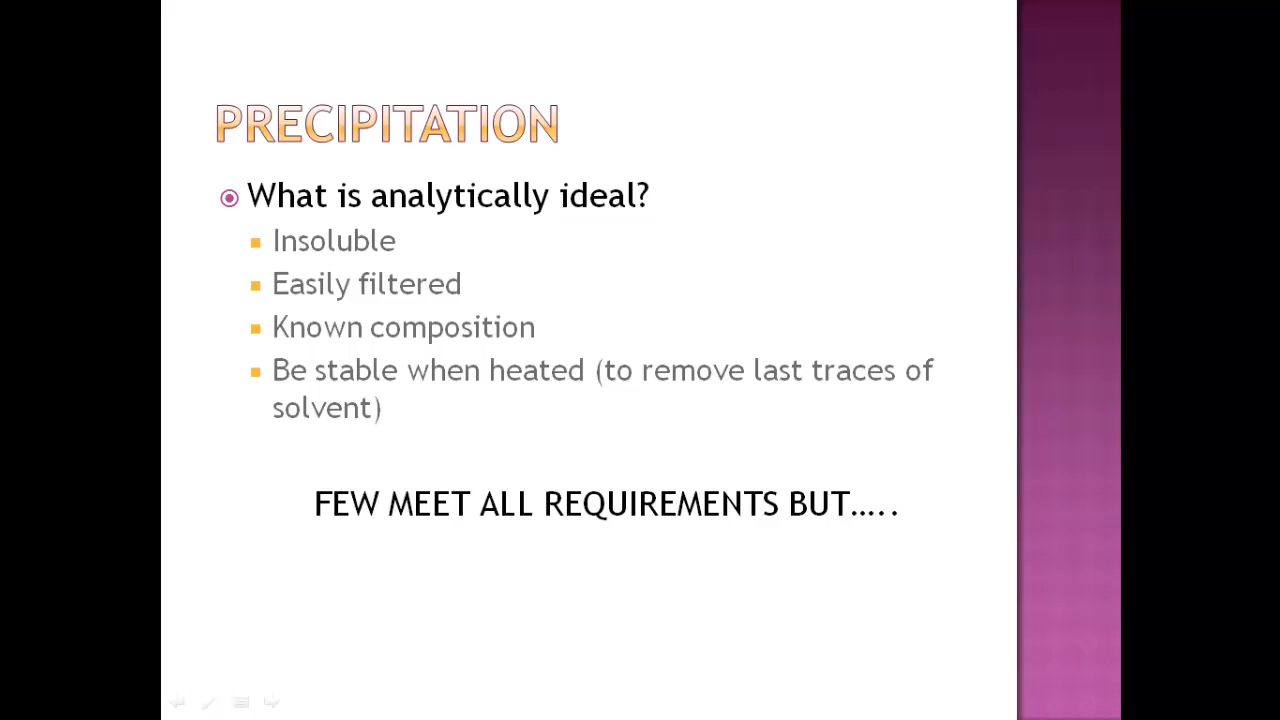 PRECIPITATION
What is analytically ideal?
Insoluble
Easily filtered
Known composition
Be stable when heated (to remove last traces of
solvent)
FEW MEET ALL REQUIREMENTS BUT.....